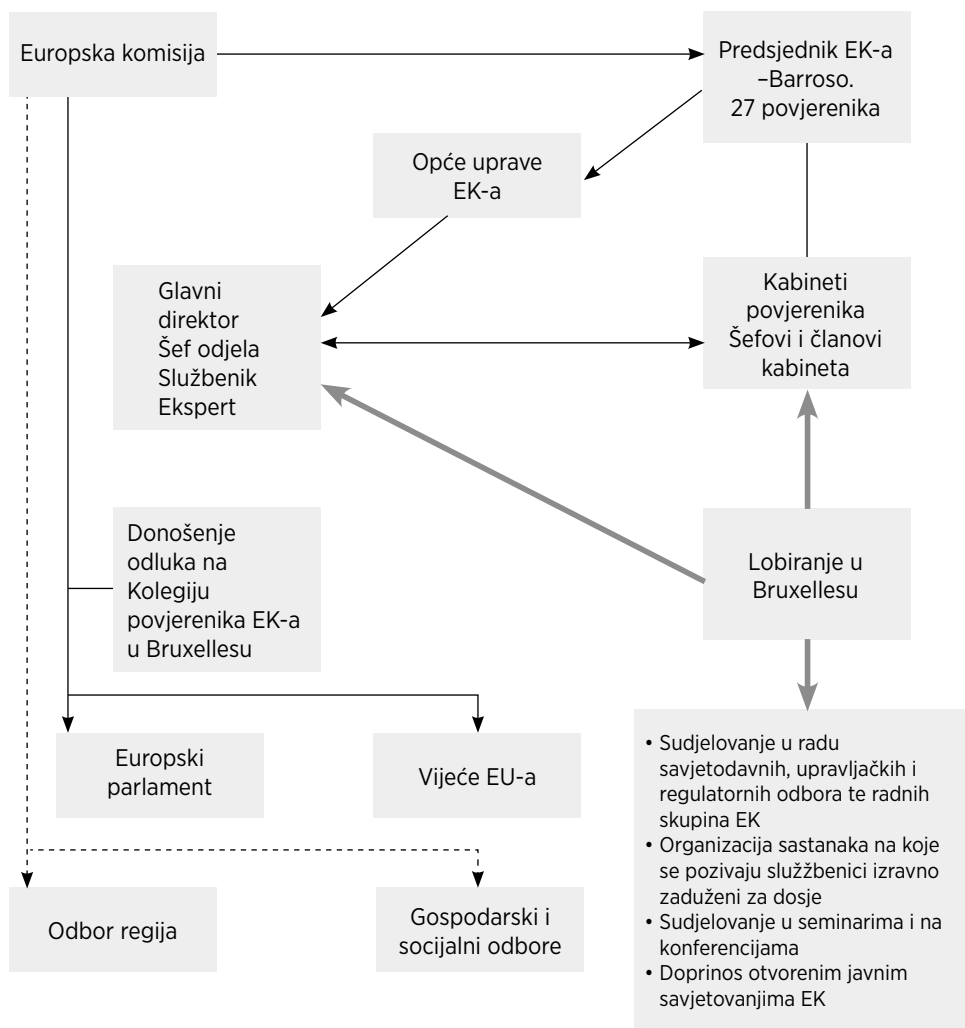 Europska komisija
Predsjednik EK-a
–Barroso.
27 povjerenika
Opće uprave
EK-a
Glavni
direktor
Šef odjela
Službenik
Ekspert
Kabineti
povjerenika
Šefovi i članovi
kabineta
Donošenje
odluka na
Kolegiju
povjerenika EK-a
u Bruxellesu
Lobiranje u
Bruxellesu
Europski
parlament
Vijeće EU-a
• Sudjelovanje u radu
savjetodavnih, upravljačkih i
regulatornih odbora te radnih
skupina EK
• Organizacija sastanaka na koje
se pozivaju služžbenici izravno
zaduženi za dosje
• Sudjelovanje u seminarima i na
konferencijama
• Doprinos otvorenim javnim
savjetovanjima EK
Odbor regija
Gospodarski i
socijalni odbore